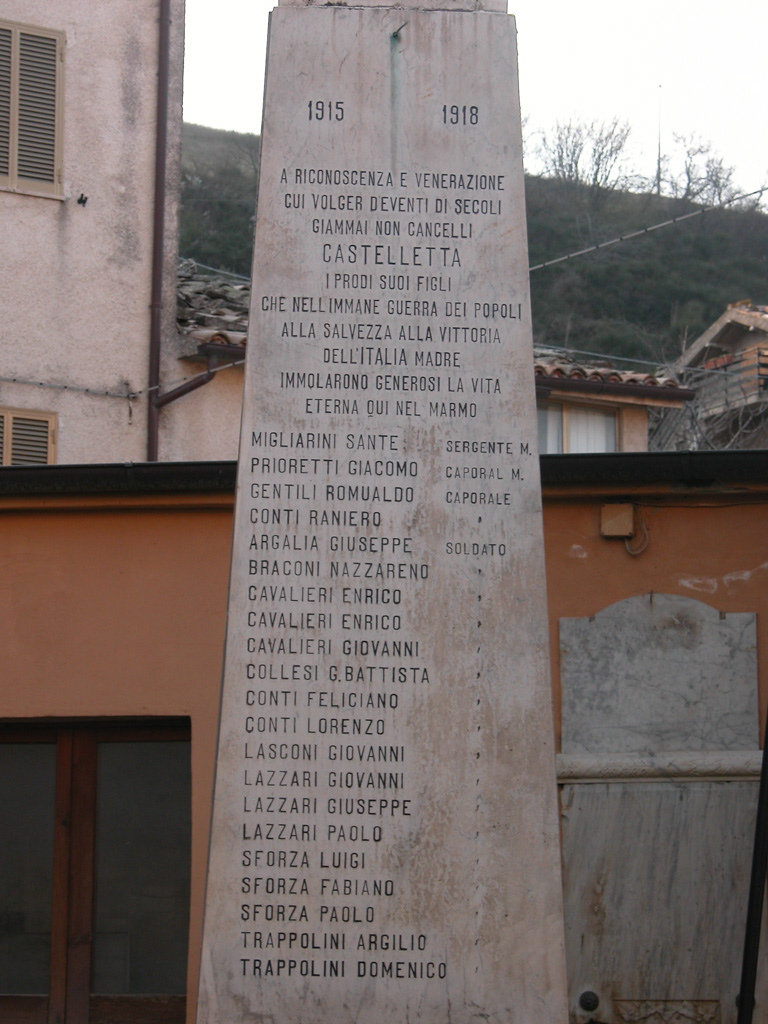 1915 1918
A RICONOSCENZA E VENERAZIONE
CUI VOLGER D'EVENTI DI SECOLI
GIAMMAI NON CANCELLI
CASTELLETTA
I PRODI SUOI FIGLI
CHE NELL'IMMANE GUERRA DEI POPOLI
ALLA SALVEZZA ALLA VITTORIA
DELL'ITALIA MADRE
IMMOLARONO GENEROSI LA VITA
ETERNA QUI NEL MARMO
MIGLIARINI SANTE SERGENTE M.
PRIORETTI GIACOMO CAPORAL M.
GENTILI ROMUALDO CAPORALE
CONTI RANIERO ,
ARGALIA GIUSEPPE SOLDATO
BRACONI NAZZARENO ,
CAVALIERI ENRICO ,
CAVALIERI ENRICO ,
CAVALIERI GIOVANNI ,
COLLESI G.BATTISTA ,
CONTI FELICIANO ,
CONTI LORENZO ,
LASCONI GIOVANNI ,
LAZZARI GIOVANNI ,
LAZZARI GIUSEPPE ,
LAZZARI PAOLO ,
SFORZA LUIGI ,
SFORZA FABIANO ,
SFORZA PAOLO ,
TRAPPOLINI ARGILIO ,
TRAPPOLINI DOMENICO ,